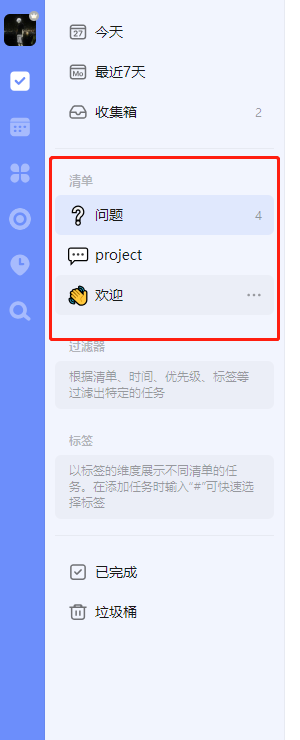 27
今天
Mo
最近7天
收集箱
2
清单
问题
4
project
欢迎
过滤器
根据清单、时间、优先级、标签等
过滤出特定的任务
标签
以标签的维度展示不同清单的任
务。在添加任务时输入“#”可快速选
择标签
已完成
垃圾桶